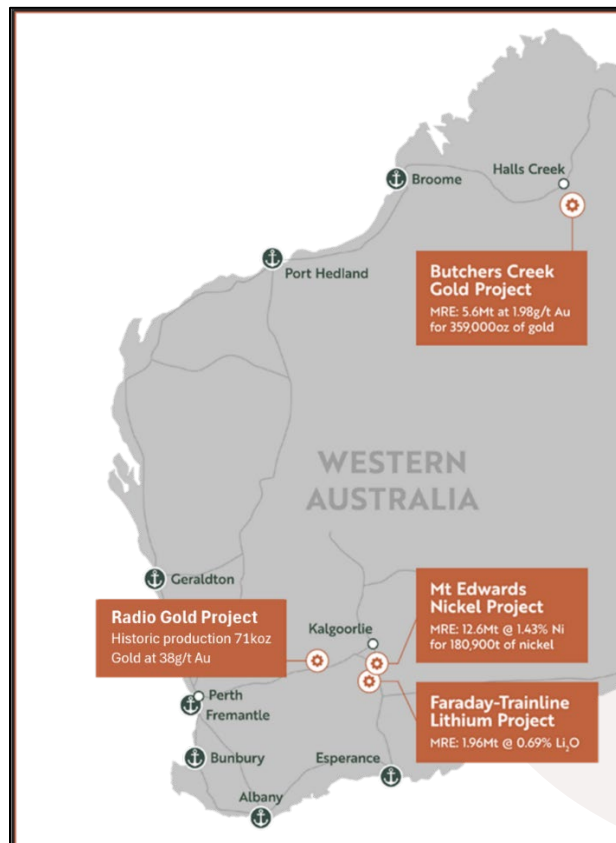 Halls Creek
Broome
Port Hedland
Butchers Creek
Gold Project
MRE: 5.6Mt at 1.98g/t Au
for 359,000oz of gold
WESTERN
AUSTRALIA
Geraldton
Radio Gold Project
Historic production 71koz
Gold at 38g/t Au
Kalgoorlie
Mt Edwards
Nickel Project
MRE: 12.6Mt @ 1.43% Ni
for 180,900t of nickel
Faraday-Trainline
Lithium Project
MRE: 1.96Mt @ 0.69% Li₂O
Perth
Fremantle
Bunbury
Esperance
Albany